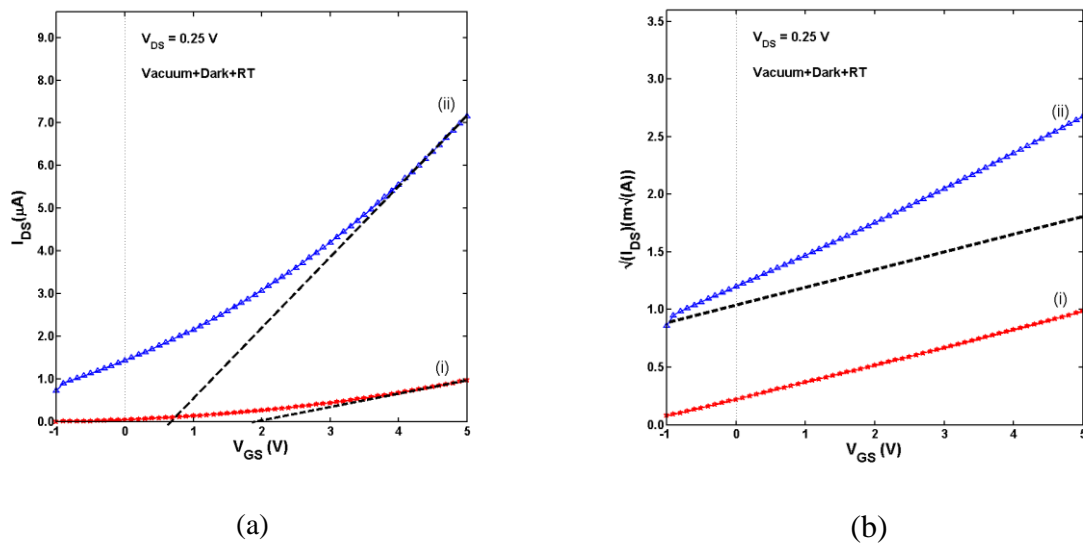 V_DS = 0.25 V
Vacuum+Dark+RT
(ii)
(i)
I_DS(μA)
9.0
8.0
7.0
6.0
5.0
4.0
3.0
2.0
1.0
0.0
-1 0 1 2 3 4 5
V_GS (V)
(a)
V_DS = 0.25 V
Vacuum+Dark+RT
(ii)
(i)
√(I_DS)(m√(A))
3.5
3.0
2.5
2.0
1.5
1.0
0.5
0.0
-1 0 1 2 3 4 5
V_GS (V)
(b)